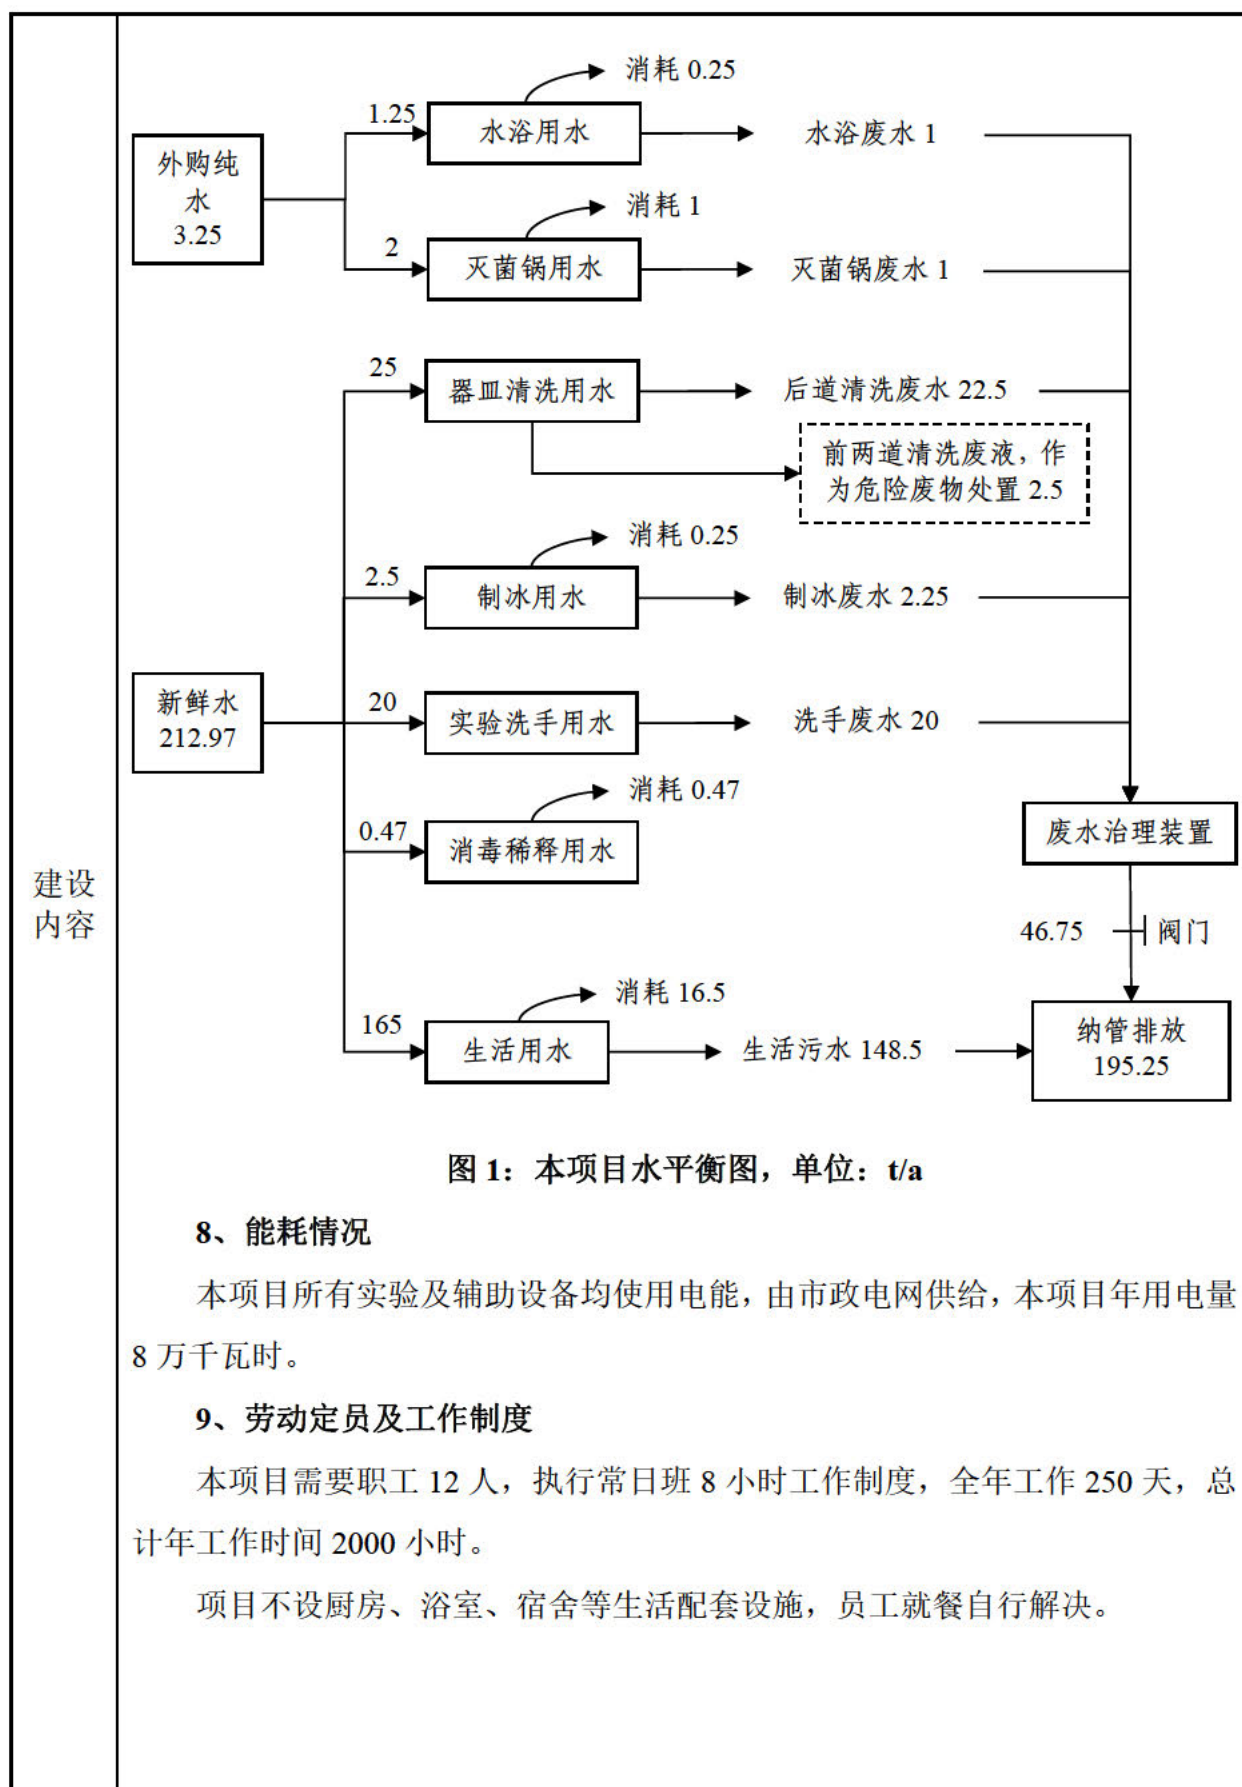 消耗 0.25
1.25
水浴用水
水浴废水 1
外购纯
水
3.25
消耗 1
2
灭菌锅用水
灭菌锅废水 1
25
器皿清洗用水
后道清洗废水 22.5
前两道清洗废液，作
为危险废物处置 2.5
消耗 0.25
2.5
制冰用水
制冰废水 2.25
新鲜水
212.97
20
实验洗手用水
洗手废水 20
消耗 0.47
0.47
消毒稀释用水
废水治理装置
建设
内容
46.75
阀门
消耗 16.5
165
生活用水
生活污水 148.5
纳管排放
195.25
图 1：本项目水平衡图，单位：t/a
8、能耗情况
本项目所有实验及辅助设备均使用电能，由市政电网供给，本项目年用电量
8 万千瓦时。
9、劳动定员及工作制度
本项目需要职工 12 人，执行常日班 8 小时工作制度，全年工作 250 天，总
计年工作时间 2000 小时。
项目不设厨房、浴室、宿舍等生活配套设施，员工就餐自行解决。